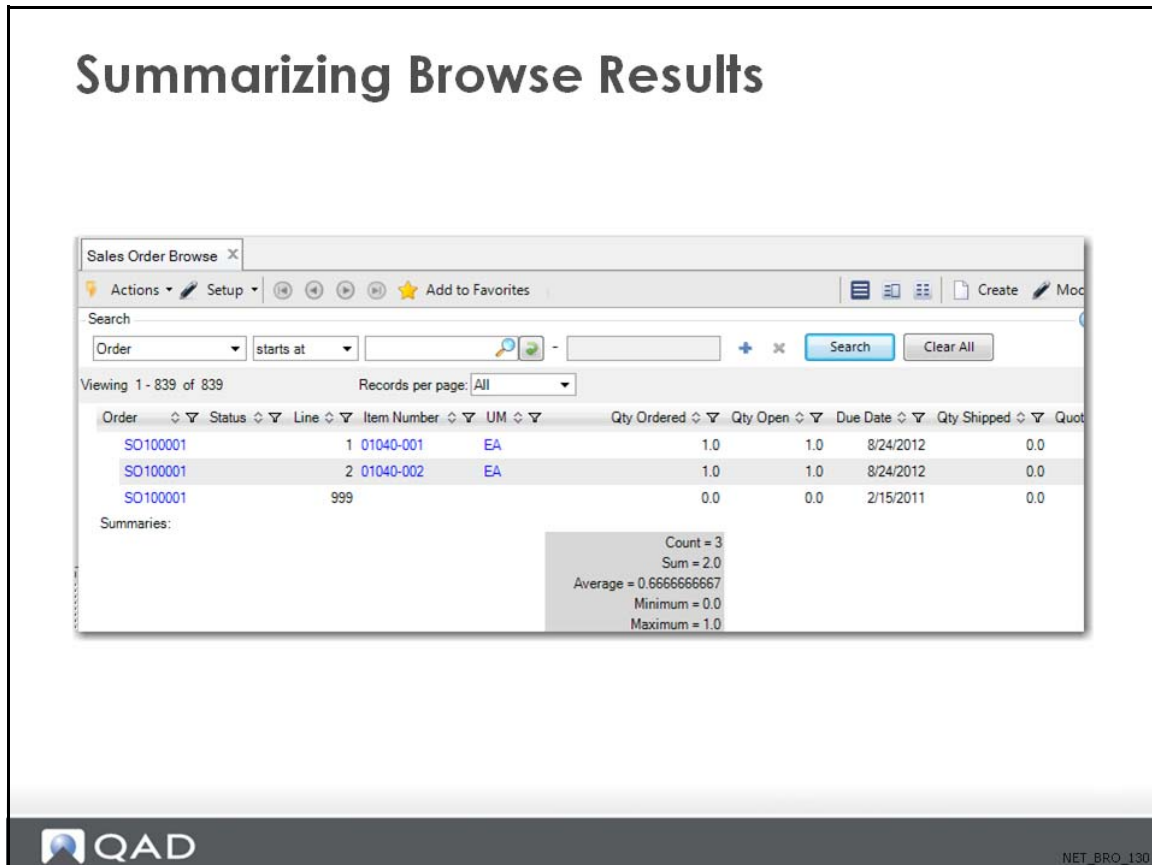 Summarizing Browse Results
Sales Order Browse
Actions Setup Add to Favorites Create
Search
Order starts at - Search Clear All
Viewing 1 - 839 of 839 Records per page: All
Order Status Line Item Number UM Qty Ordered Qty Open Due Date Qty Shipped
SO100001 1 01040-001 EA 1.0 1.0 8/24/2012 0.0
SO100001 2 01040-002 EA 1.0 1.0 8/24/2012 0.0
SO100001 999 0.0 0.0 2/15/2011 0.0
Summaries:
Count = 3
Sum = 2.0
Average = 0.6666666667
Minimum = 0.0
Maximum = 1.0
QAD
NET_BRO_130